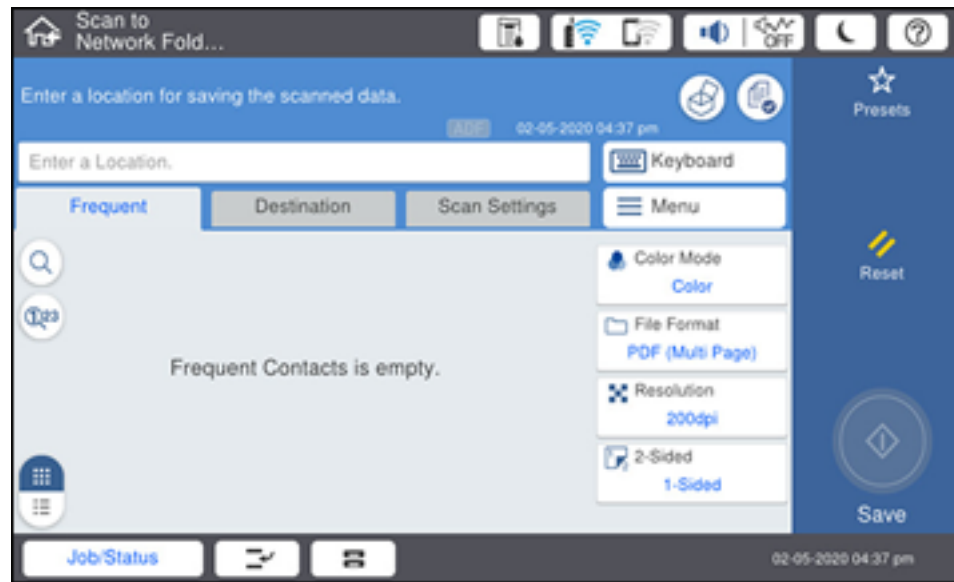 Scan to
Network Fold...
OFF
Enter a location for saving the scanned data.
ADF 02-05-2020 04:37 pm
Enter a Location.
Keyboard
Frequent
Destination
Scan Settings
Menu
Presets
Color Mode
Color
123
File Format
PDF (Multi Page)
Frequent Contacts is empty.
Resolution
200dpi
2-Sided
1-Sided
Reset
Save
Job/Status
02-05-2020 04:37 pm